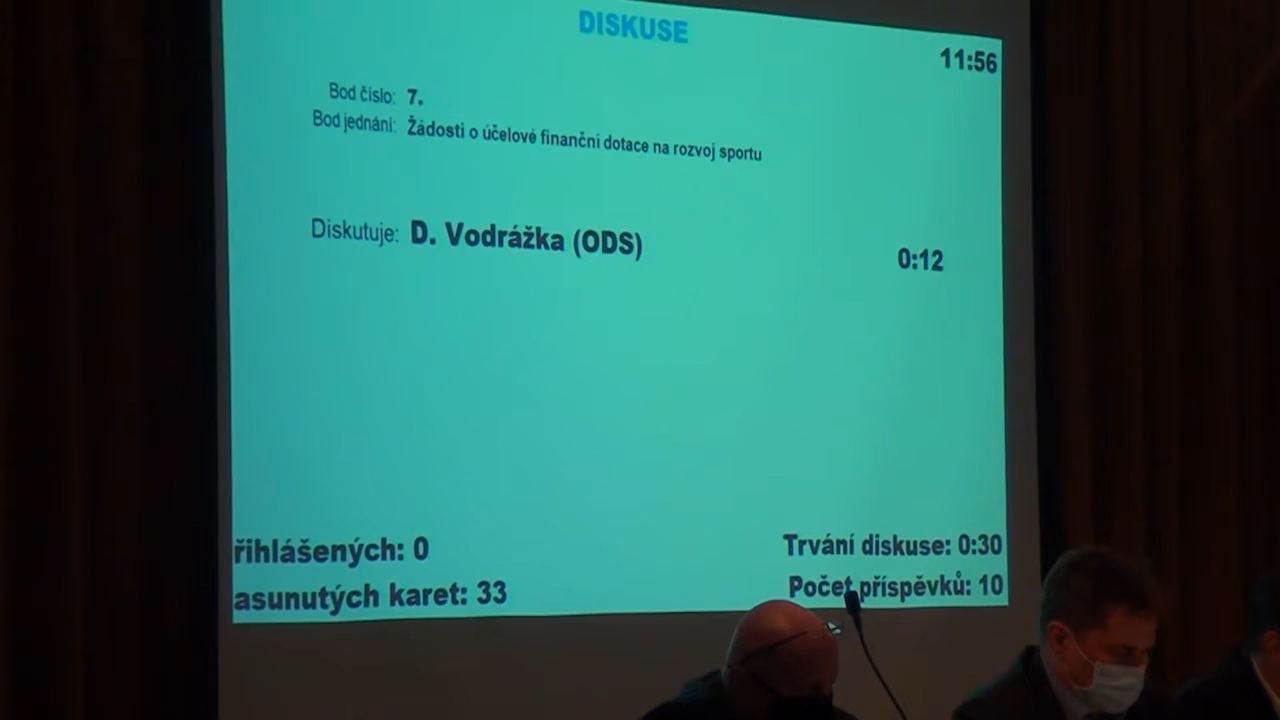 DISKUSE
11:56
Bod číslo: 7.
Bod jednání: Žádosti o účelové finanční dotace na rozvoj sportu
Diskutuje: D. Vodrážka (ODS)
0:12
řihlášených: 0
Trvání diskuse: 0:30
asunutých karet: 33
Počet příspěvků: 10